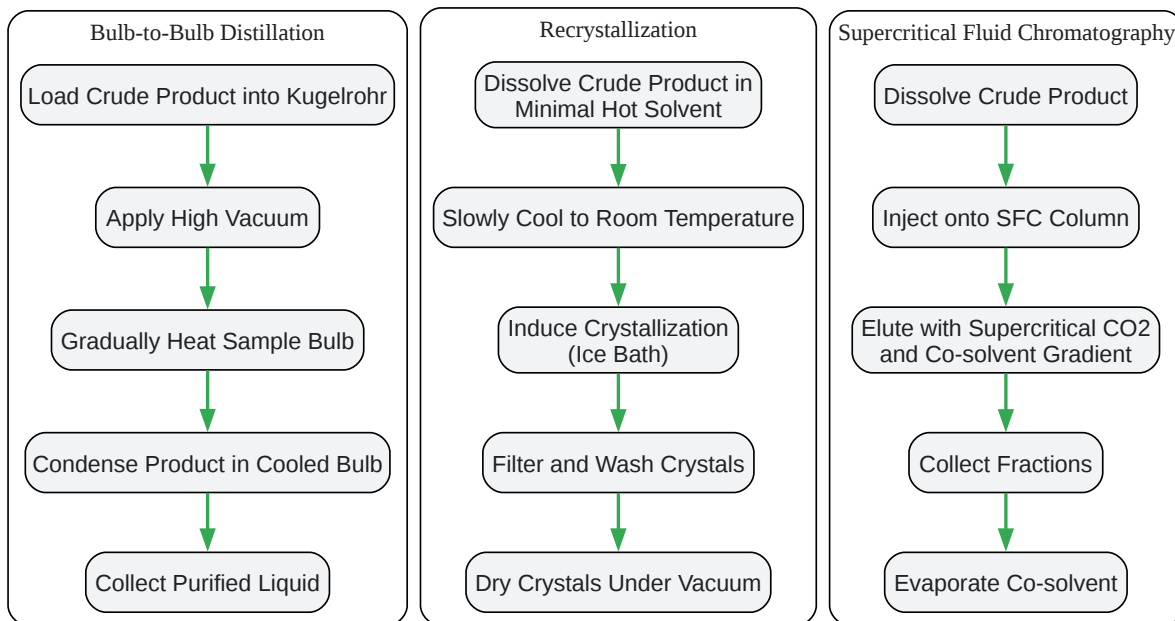 Bulb-to-Bulb Distillation
Load Crude Product into Kugelrohr
Apply High Vacuum
Gradually Heat Sample Bulb
Condense Product in Cooled Bulb
Collect Purified Liquid
Recrystallization
Dissolve Crude Product in
Minimal Hot Solvent
Slowly Cool to Room Temperature
Induce Crystallization
(Ice Bath)
Filter and Wash Crystals
Dry Crystals Under Vacuum
Supercritical Fluid Chromatography
Dissolve Crude Product
Inject onto SFC Column
Elute with Supercritical CO2
and Co-solvent Gradient
Collect Fractions
Evaporate Co-solvent